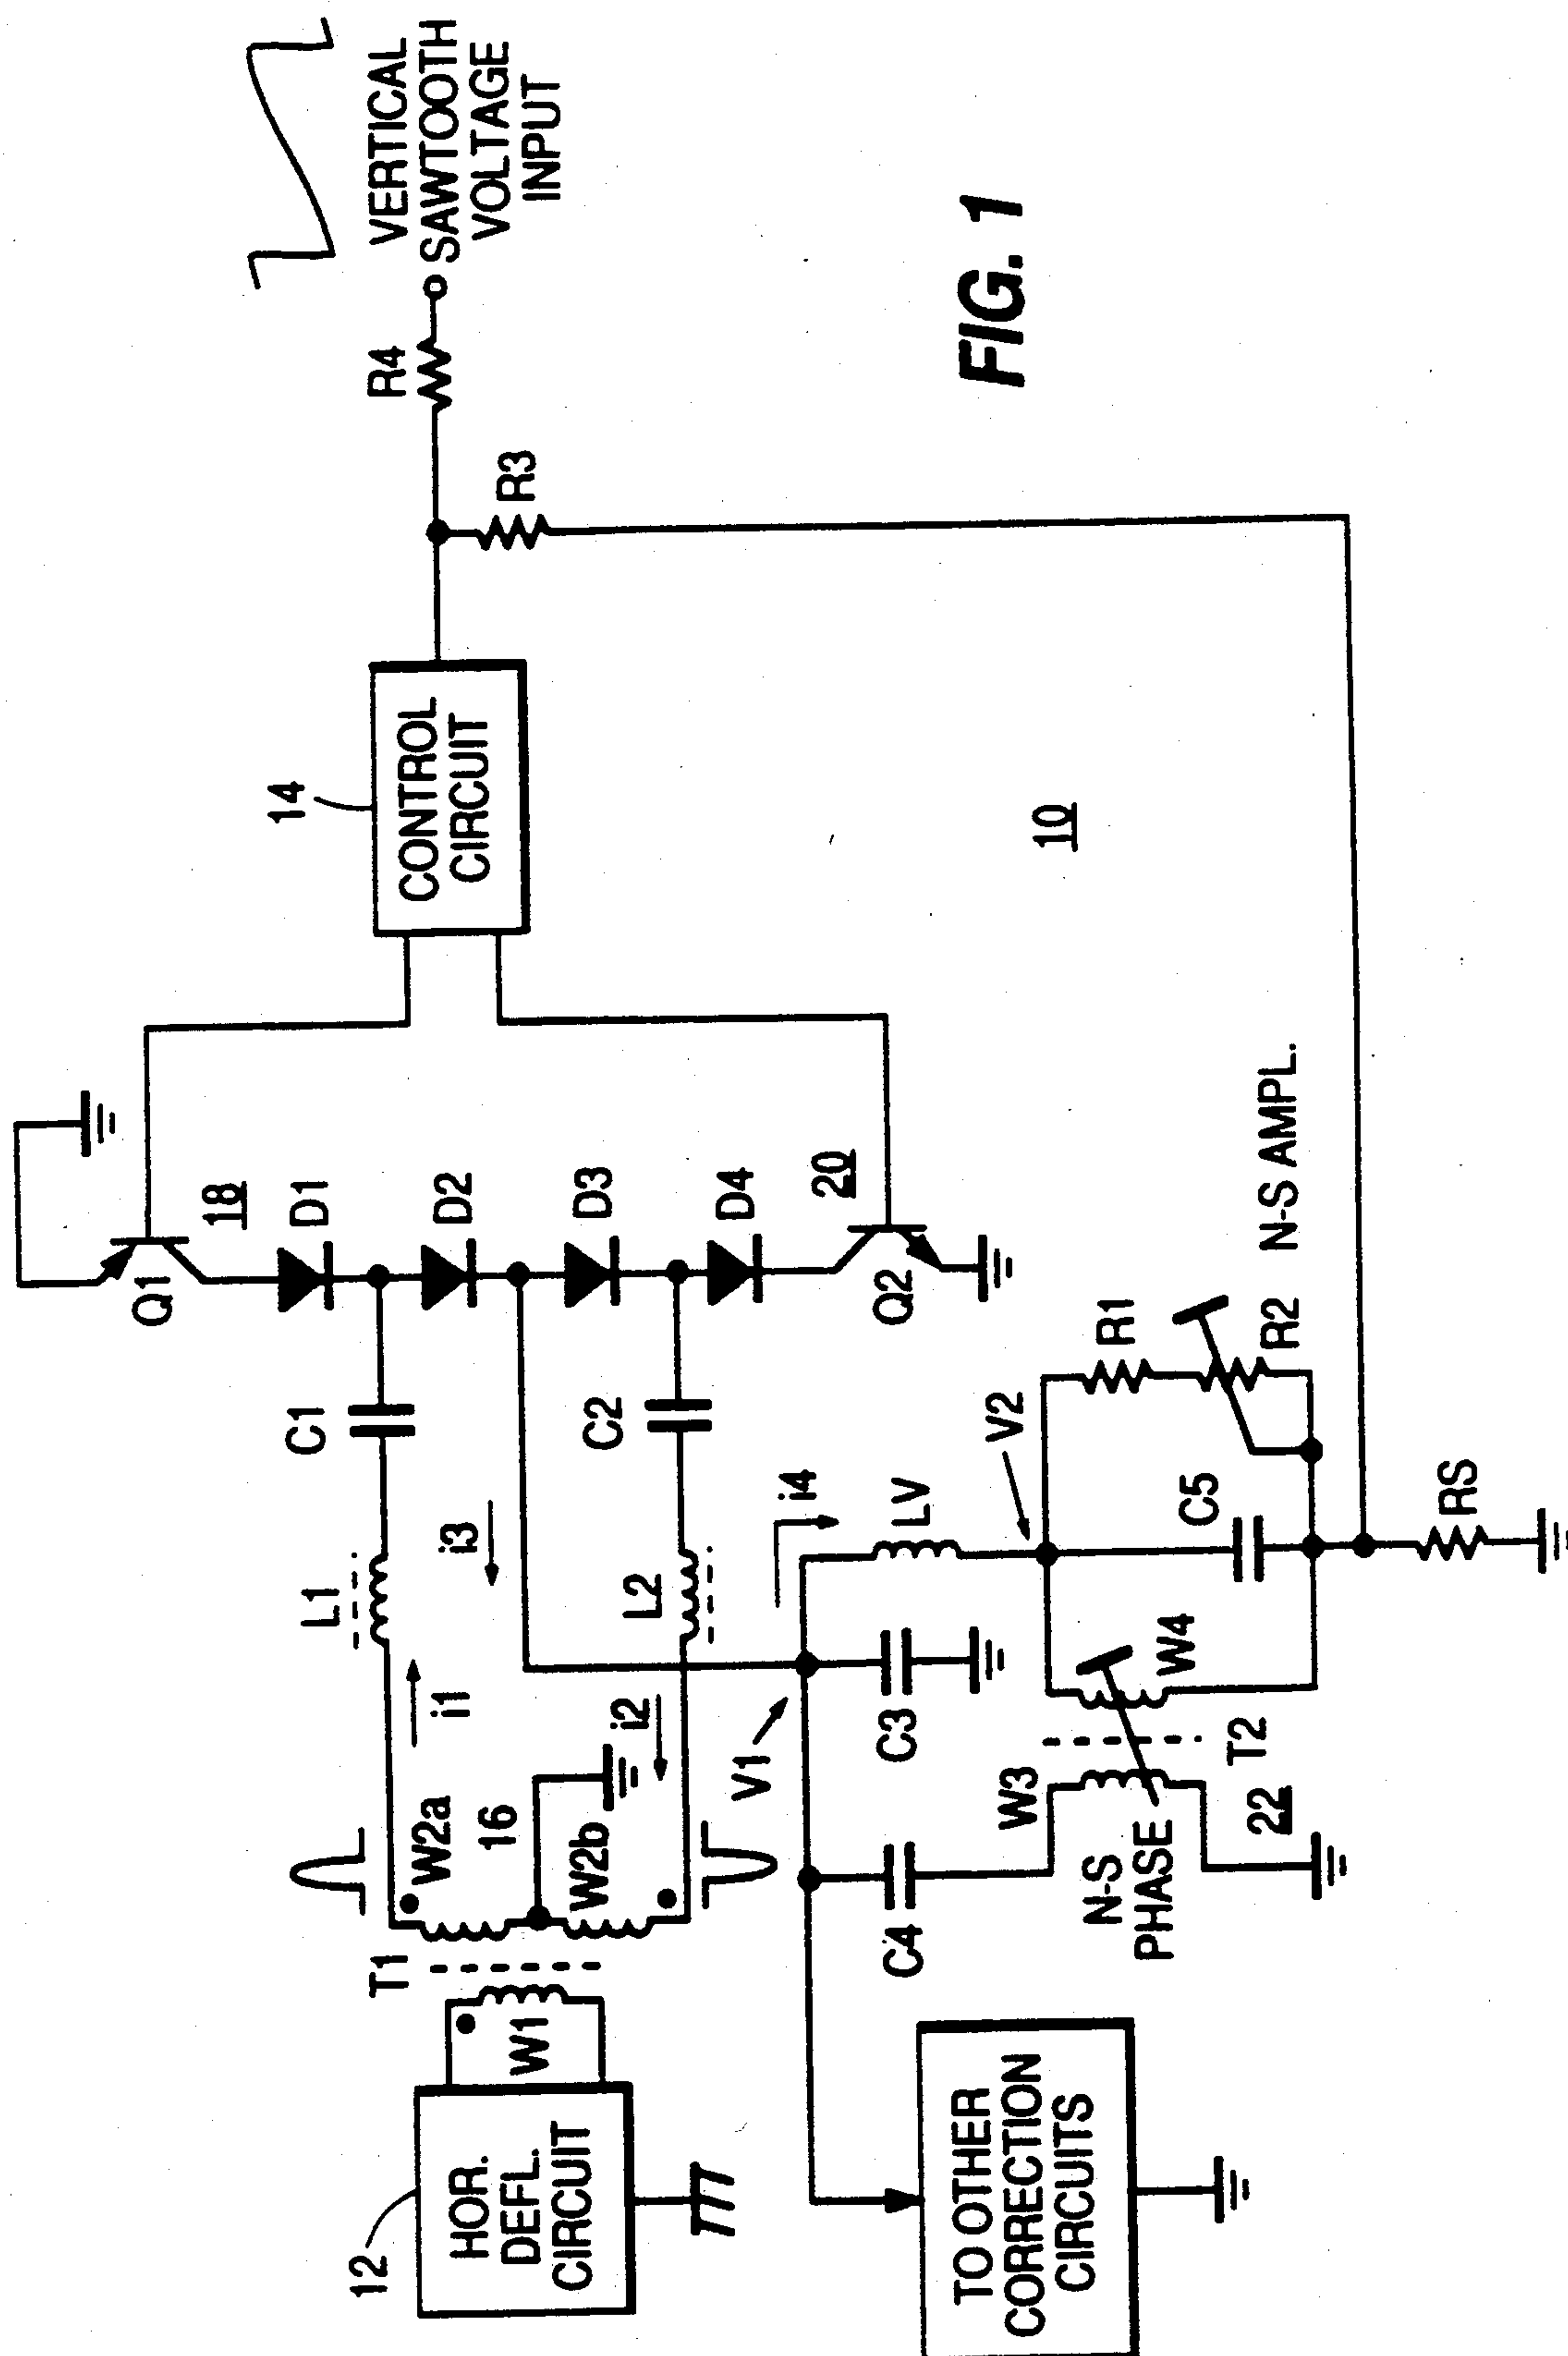 12
HOR.
DEFL.
CIRCUIT
W1
T1
W2a
16
W2b
i1
i2
L1
L2
i3
C1
C2
Q1
18
D1
D2
D3
D4
20
Q2
14
CONTROL
CIRCUIT
R3
R4
VERTICAL
SAWTOOTH
VOLTAGE
INPUT
TO OTHER
CORRECTION
CIRCUITS
V1
C4
C3
i4
LV
V2
N-S
PHASE
W3
22
T2
W4
C5
R1
R2
N-S AMPL.
RS
10
FIG. 1